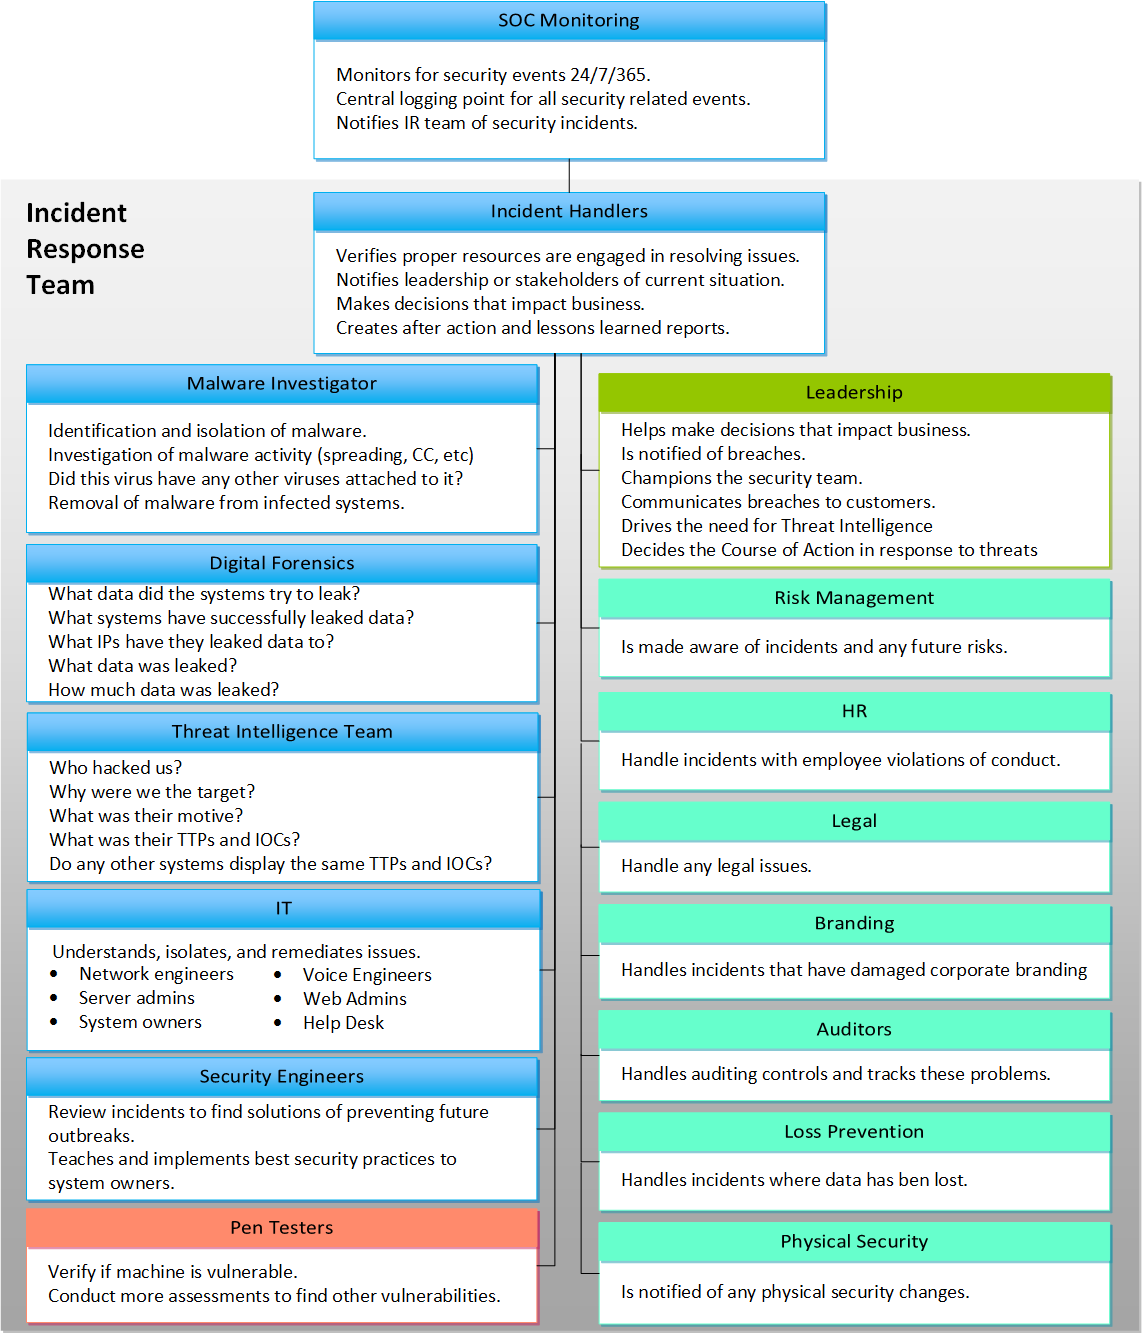 SOC Monitoring
Monitors for security events 24/7/365.
Central logging point for all security related events.
Notifies IR team of security incidents.
Incident
Response
Team
Incident Handlers
Verifies proper resources are engaged in resolving issues.
Notifies leadership or stakeholders of current situation.
Makes decisions that impact business.
Creates after action and lessons learned reports.
Malware Investigator
Identification and isolation of malware.
Investigation of malware activity (spreading, CC, etc)
Did this virus have any other viruses attached to it?
Removal of malware from infected systems.
Digital Forensics
What data did the systems try to leak?
What systems have successfully leaked data?
What IPs have they leaked data to?
What data was leaked?
How much data was leaked?
Threat Intelligence Team
Who hacked us?
Why were we the target?
What was their motive?
What was their TTPs and IOCs?
Do any other systems display the same TTPs and IOCs?
IT
Understands, isolates, and remediates issues.
• Network engineers
• Server admins
• System owners
• Voice Engineers
• Web Admins
• Help Desk
Security Engineers
Review incidents to find solutions of preventing future
outbreaks.
Teaches and implements best security practices to
system owners.
Pen Testers
Verify if machine is vulnerable.
Conduct more assessments to find other vulnerabilities.
Leadership
Helps make decisions that impact business.
Is notified of breaches.
Champions the security team.
Communicates breaches to customers.
Drives the need for Threat Intelligence
Decides the Course of Action in response to threats
Risk Management
Is made aware of incidents and any future risks.
HR
Handle incidents with employee violations of conduct.
Legal
Handle any legal issues.
Branding
Handles incidents that have damaged corporate branding
Auditors
Handles auditing controls and tracks these problems.
Loss Prevention
Handles incidents where data has ben lost.
Physical Security
Is notified of any physical security changes.